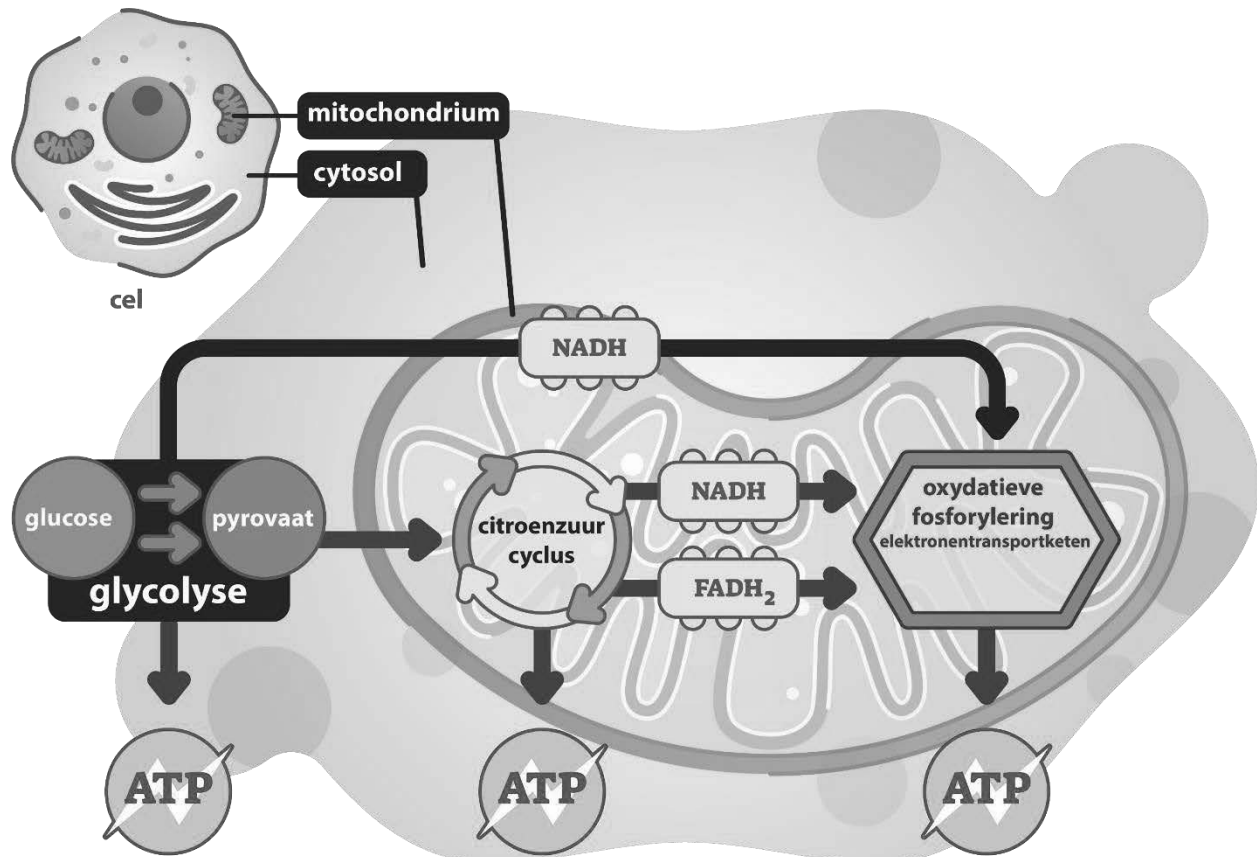 mitochondrium
cytosol
cel
NADH
glucose
pyrovaat
glycolyse
citroenzuur
cyclus
NADH
FADH₂
oxydatieve
fosforylering
elektronentransportketen
ATP
ATP
ATP